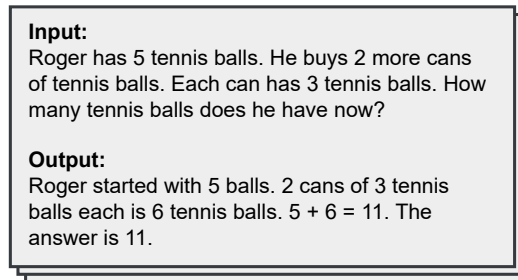 Input:
Roger has 5 tennis balls. He buys 2 more cans
of tennis balls. Each can has 3 tennis balls. How
many tennis balls does he have now?
Output:
Roger started with 5 balls. 2 cans of 3 tennis
balls each is 6 tennis balls. 5 + 6 = 11. The
answer is 11.